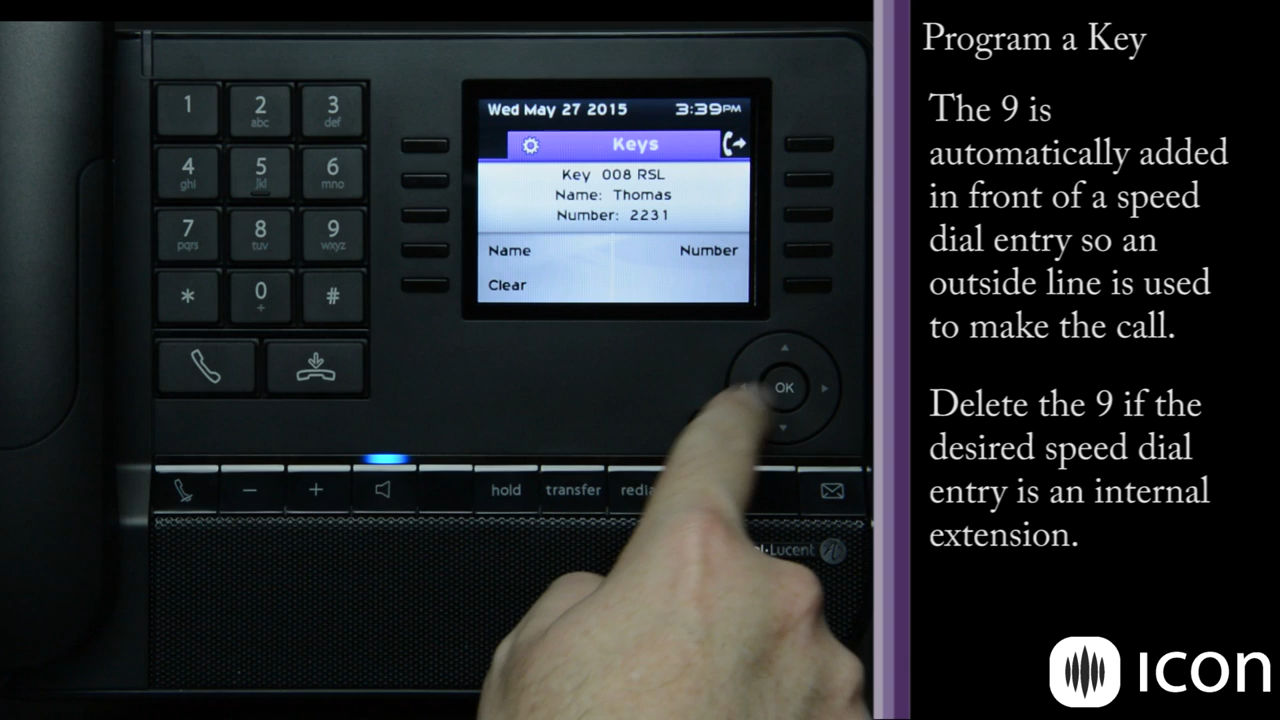 Program a Key
The 9 is
automatically added
in front of a speed
dial entry so an
outside line is used
to make the call.
Delete the 9 if the
desired speed dial
entry is an internal
extension.
icon
Wed May 27 2015 3:39PM
Keys
Key 008 RSL
Name: Thomas
Number: 2231
Name Number
Clear
1 2 abc 3 def
4 ghi 5 jkl 6 mno
7 pqrs 8 tuv 9 wxyz
* 0 + #
OK
− + hold transfer
Lucent